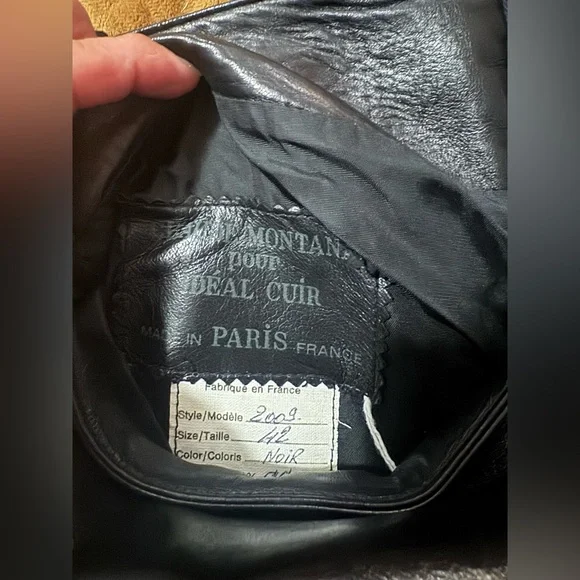 MONTANA
pour
IDÉAL CUIR
MADE IN PARIS FRANCE
Fabriqué en France
Style/Modèle 2009.
Size/Taille 42
Color/Coloris NOIR